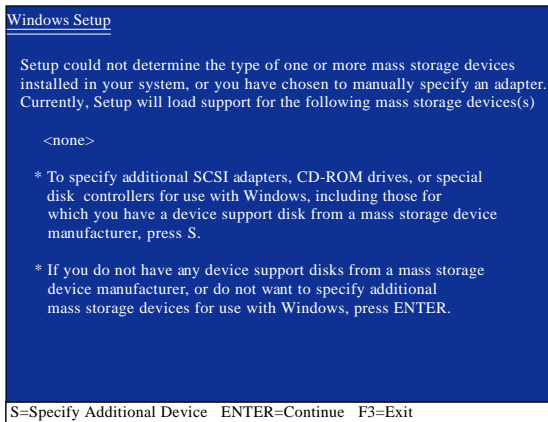 Windows Setup
Setup could not determine the type of one or more mass storage devices
installed in your system, or you have chosen to manually specify an adapter.
Currently, Setup will load support for the following mass storage devices(s)
<none>
* To specify additional SCSI adapters, CD-ROM drives, or special
disk controllers for use with Windows, including those for
which you have a device support disk from a mass storage device
manufacturer, press S.
* If you do not have any device support disks from a mass storage
device manufacturer, or do not want to specify additional
mass storage devices for use with Windows, press ENTER.
S=Specify Additional Device ENTER=Continue F3=Exit